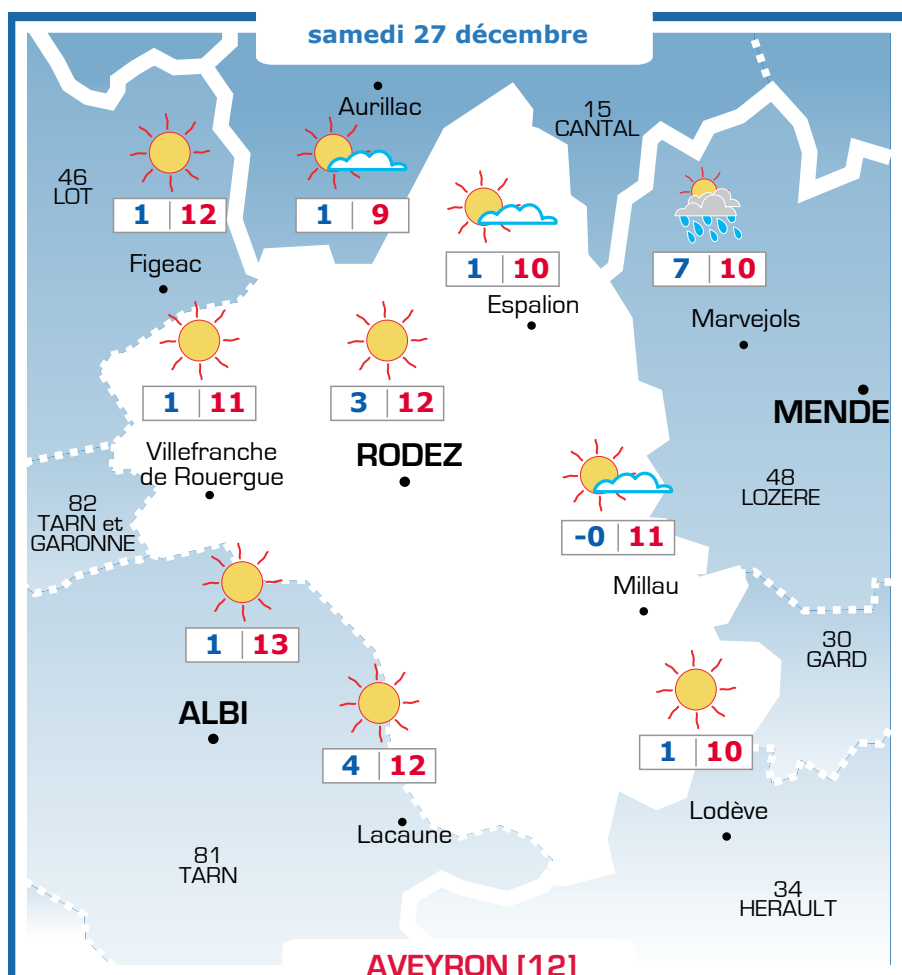 samedi 27 décembre
Aurillac
15
CANTAL
46
LOT
1 12
1 9
1 10
7 10
Figeac
Espalion
Marvejols
1 11
3 12
MENDE
Villefranche
de Rouergue
RODEZ
48
LOZERE
82
TARN et
GARONNE
-0 11
Millau
1 13
30
GARD
ALBI
4 12
1 10
Lacaune
Lodève
81
TARN
34
HERAULT
AVEYRON [12]